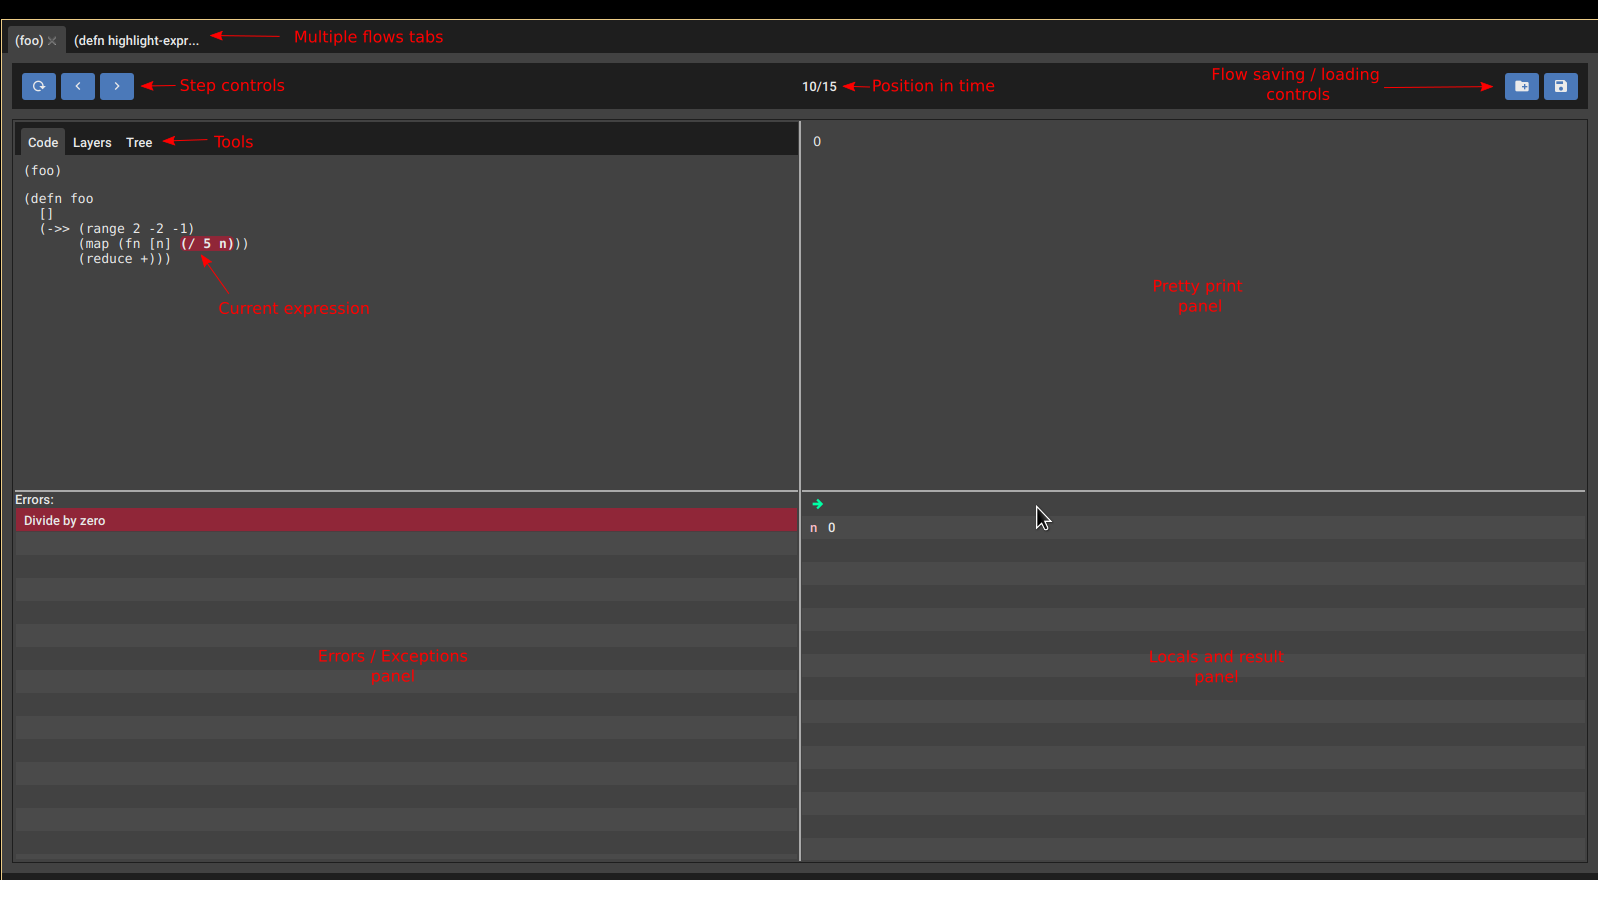 (foo) × (defn highlight-expr... Multiple flows tabs
Step controls 10/15 Position in time Flow saving / loading
controls
Code Layers Tree Tools
0
(foo)
(defn foo
  []
  (->> (range 2 -2 -1)
       (map (fn [n] (/ 5 n)))
       (reduce +)))
Current expression
Pretty print
panel
Errors:
Divide by zero
➔
n 0
Errors / Exceptions
panel
Locals and result
panel